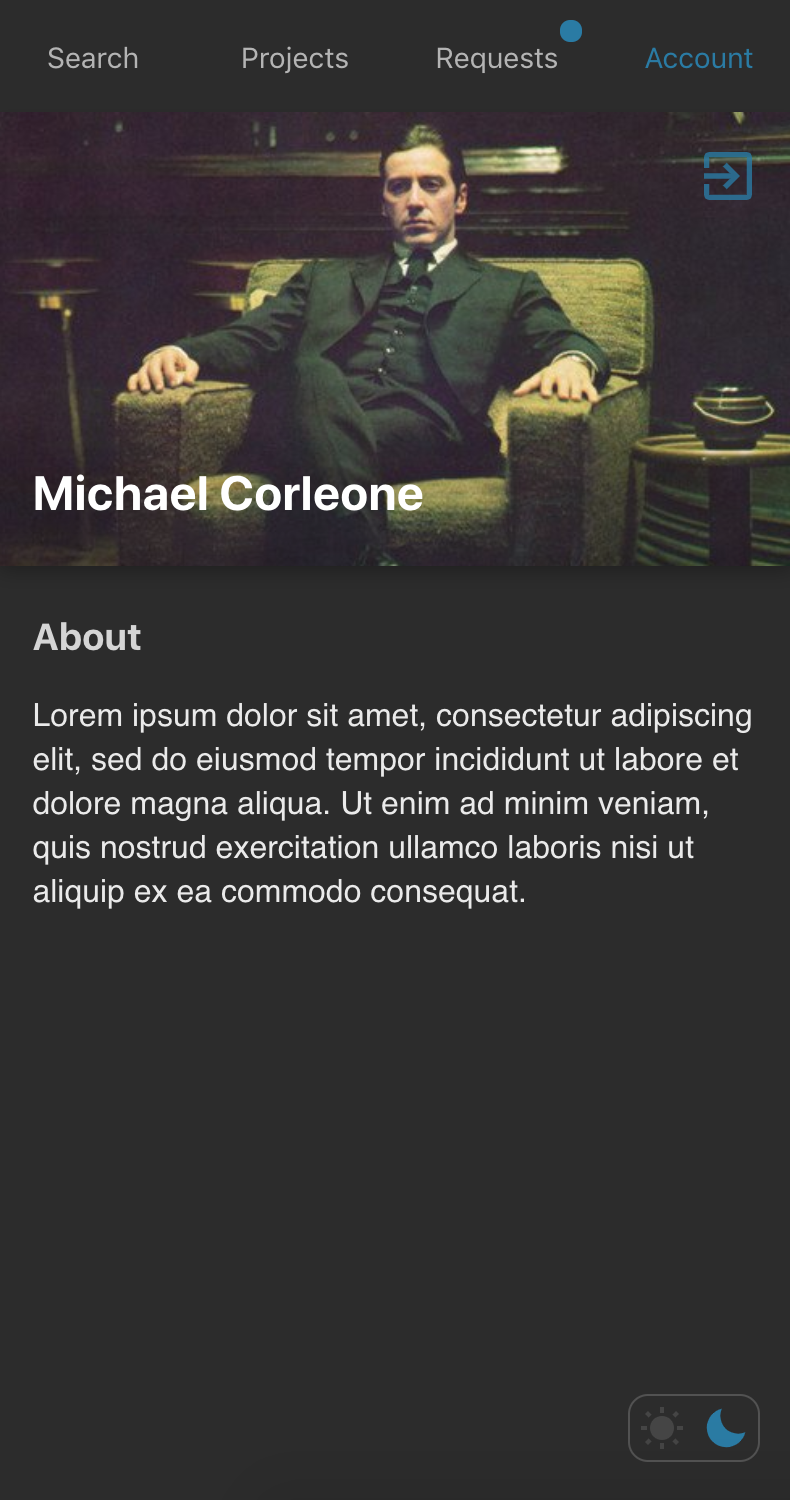 Search Projects Requests Account
Michael Corleone
About
Lorem ipsum dolor sit amet, consectetur adipiscing
elit, sed do eiusmod tempor incididunt ut labore et
dolore magna aliqua. Ut enim ad minim veniam,
quis nostrud exercitation ullamco laboris nisi ut
aliquip ex ea commodo consequat.